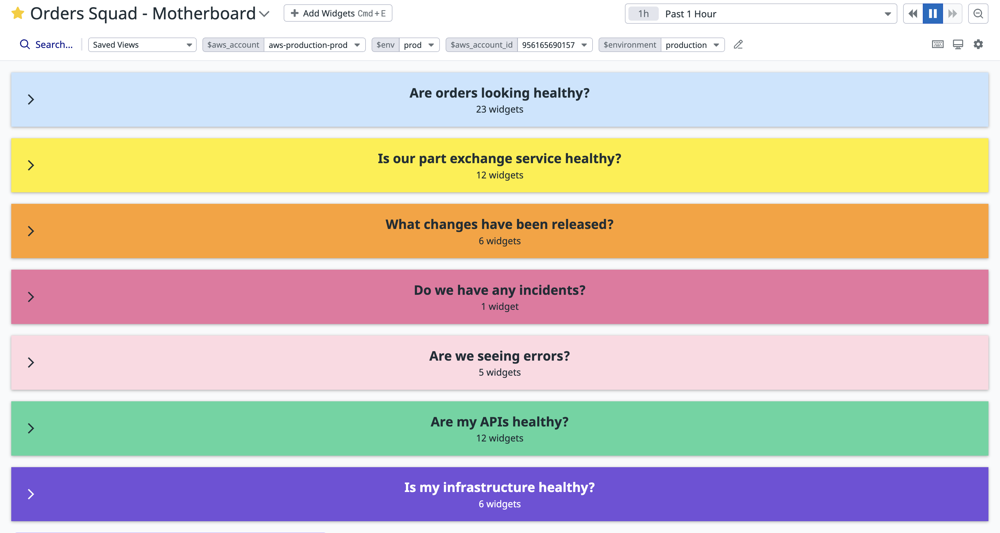 Orders Squad - Motherboard
Add Widgets Cmd+E
1h Past 1 Hour
Search...
Saved Views
$aws_account aws-production-prod
$env prod
$aws_account_id 956165690157
$environment production
Are orders looking healthy?
23 widgets
Is our part exchange service healthy?
12 widgets
What changes have been released?
6 widgets
Do we have any incidents?
1 widget
Are we seeing errors?
5 widgets
Are my APIs healthy?
12 widgets
Is my infrastructure healthy?
6 widgets